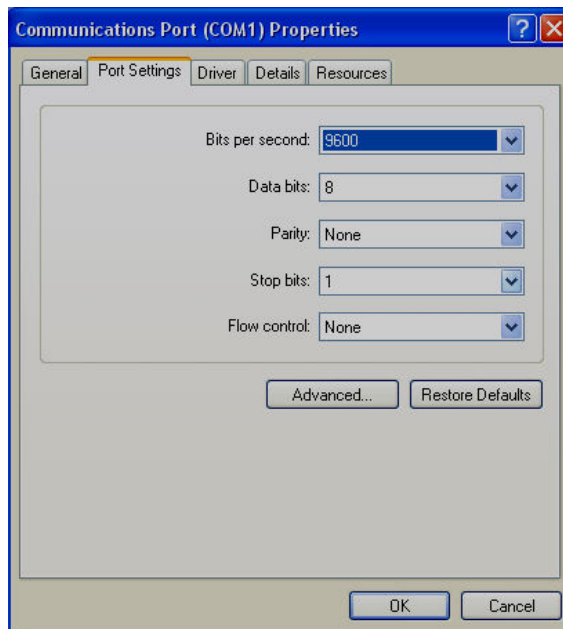 Communications Port (COM1) Properties ?
General Port Settings Driver Details Resources
Bits per second: 9600
Data bits: 8
Parity: None
Stop bits: 1
Flow control: None
Advanced... Restore Defaults
OK Cancel